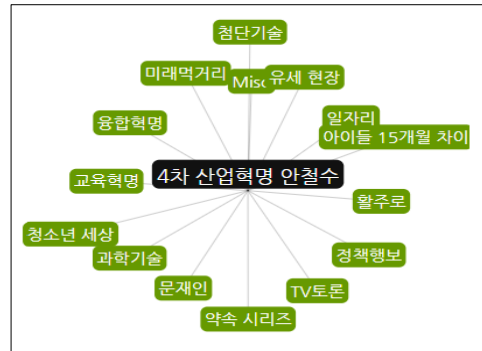 첨단기술
미래먹거리
Misc
유세 현장
융합혁명
일자리
아이들 15개월 차이
4차 산업혁명 안철수
교육혁명
활주로
청소년 세상
과학기술
정책행보
문재인
TV토론
약속 시리즈